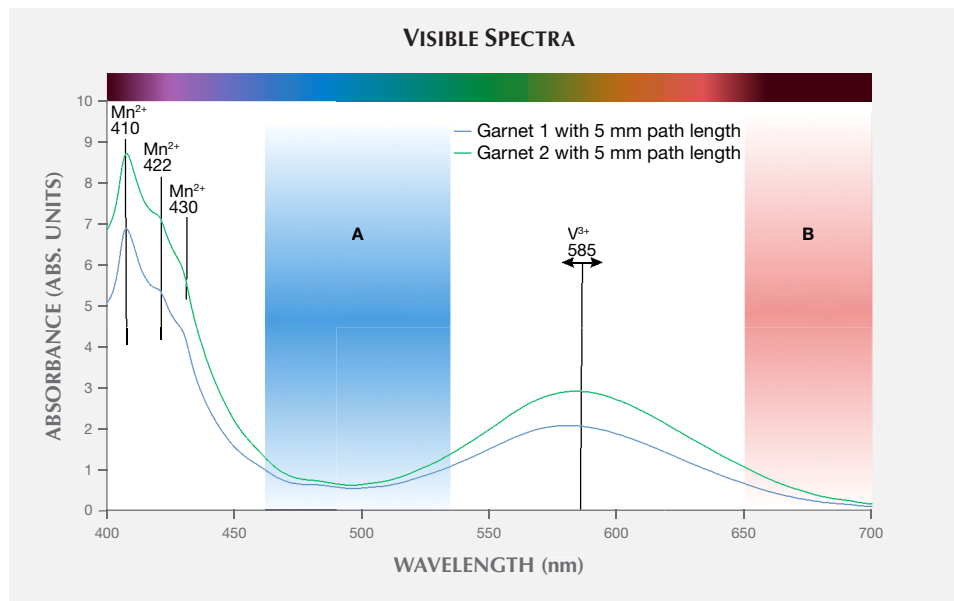 VISIBLE SPECTRA
10
9
8
7
6
5
4
3
2
1
0
ABSORBANCE (ABS. UNITS)
Mn²⁺
410
Mn²⁺
422
Mn²⁺
430
Garnet 1 with 5 mm path length
Garnet 2 with 5 mm path length
A
V³⁺
585
B
400 450 500 550 600 650 700
WAVELENGTH (nm)